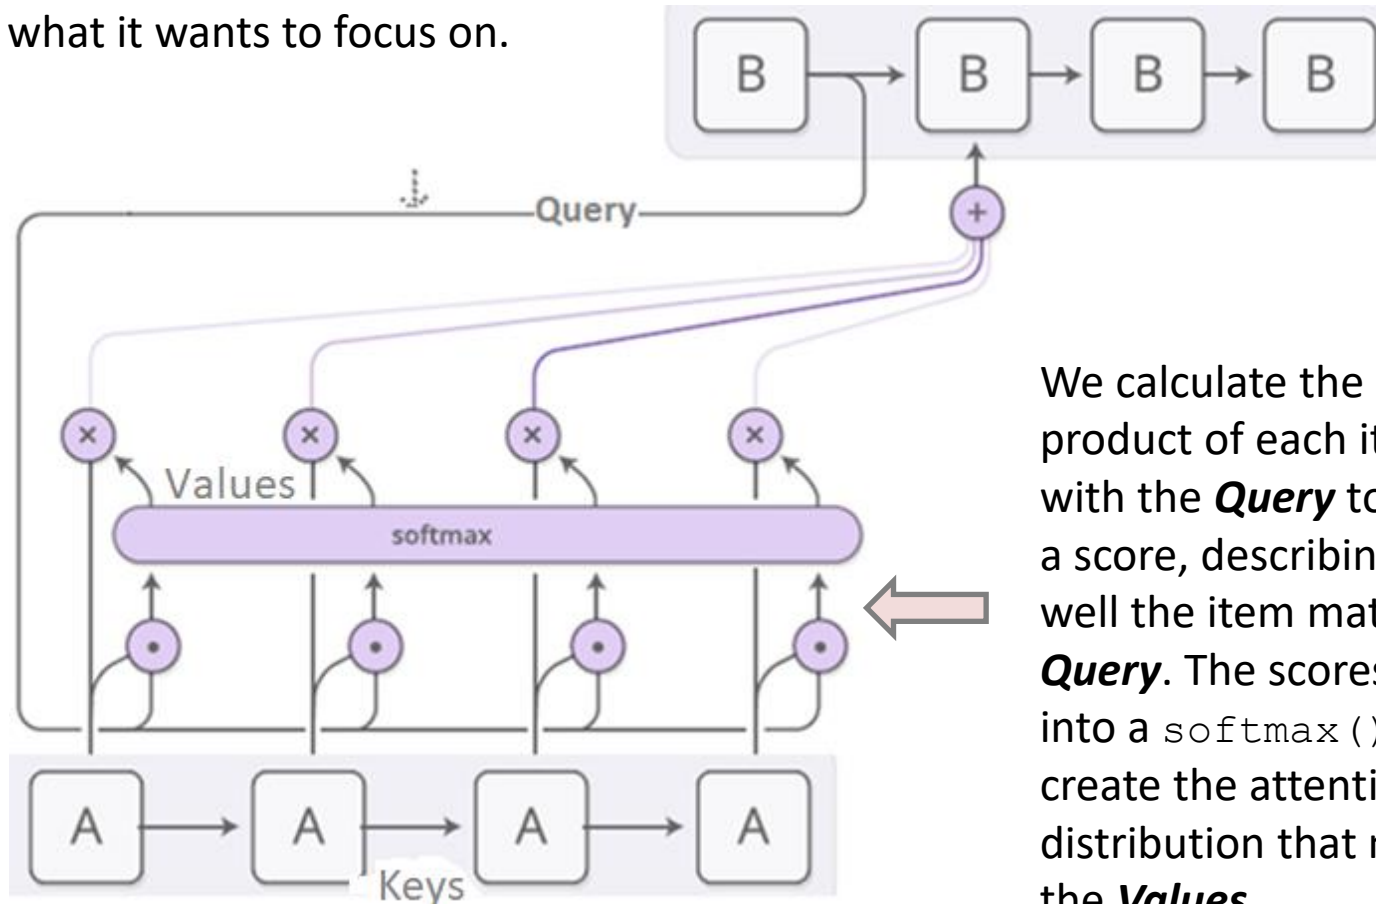 what it wants to focus on.
B B B B
Query
+
× × × ×
Values
softmax
A A A A
Keys
We calculate the
product of each it
with the Query to
a score, describin
well the item mat
Query. The scores
into a softmax()
create the attenti
distribution that
the Values.